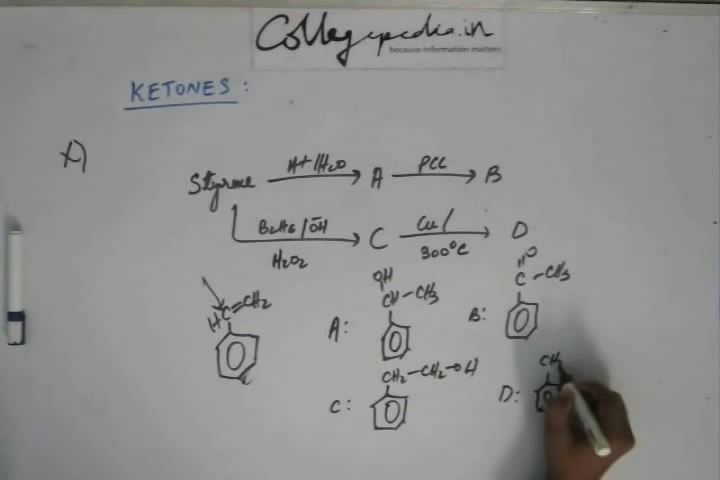 Collegepedia.in
because information matters
KETONES:
x)
Styrene H+/H2O A PCC B
B2H6/OH H2O2 C Cu/ 300°C D
HC=CH2
A: OH CH-CH3
B: O C-CH3
C: CH2-CH2-OH
D: CH